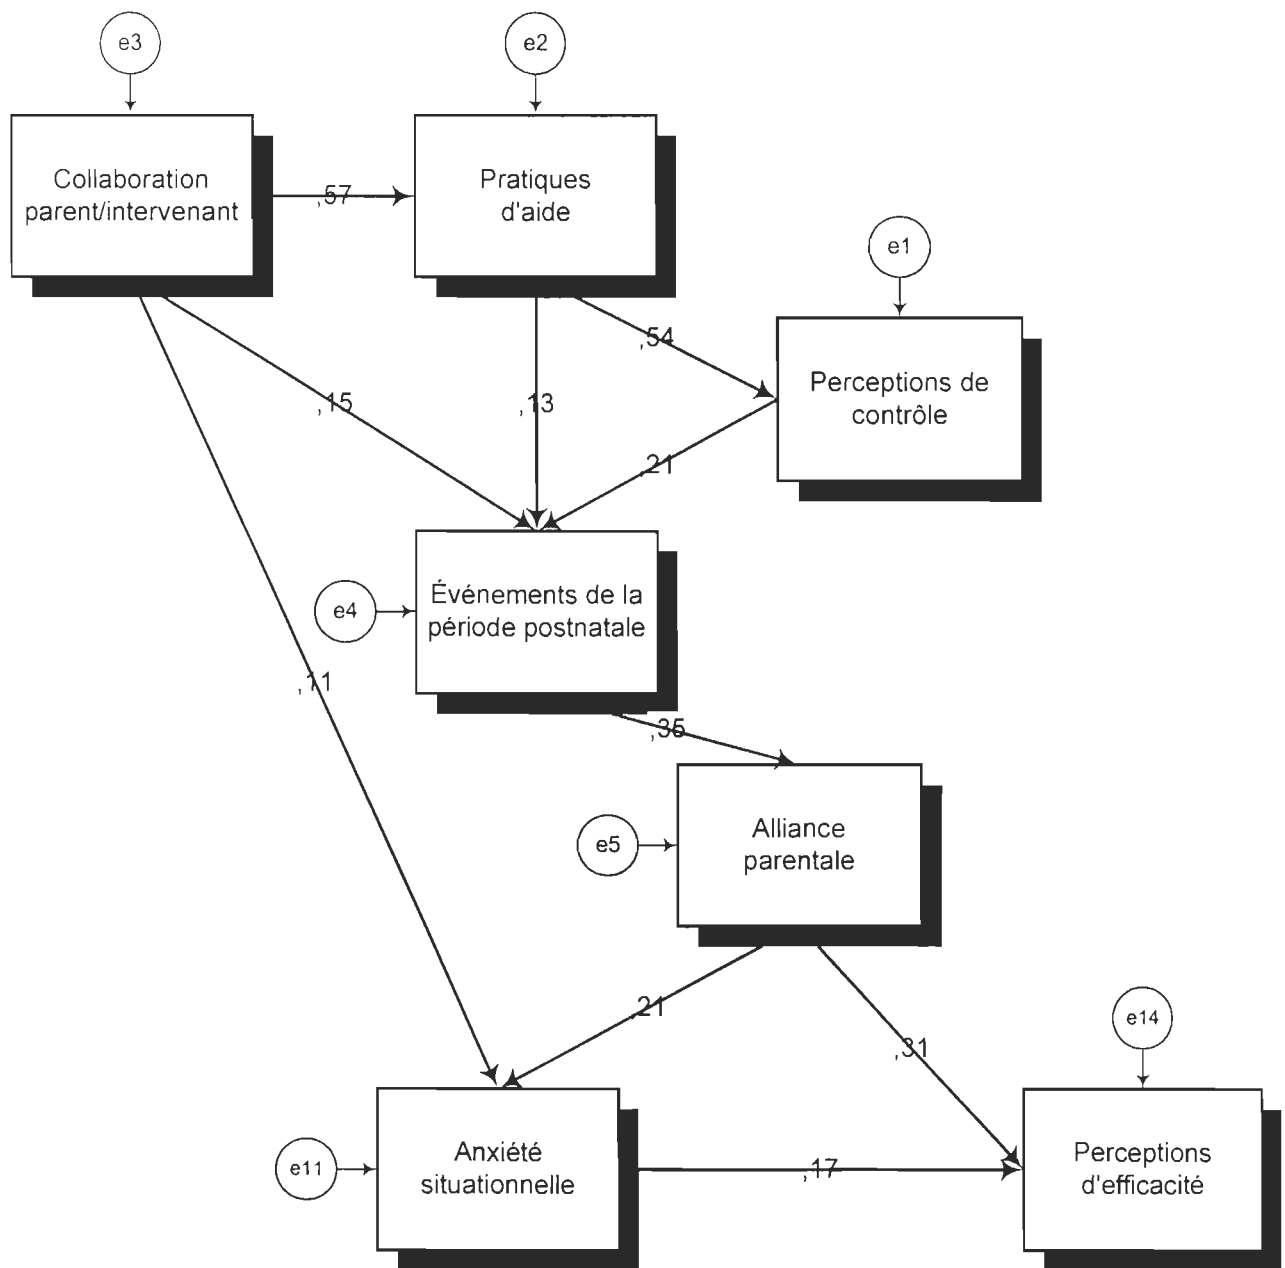 e3
e2
Collaboration
parent/intervenant
,57
Pratiques
d'aide
e1
,54
Perceptions de
contrôle
,15
,13
,21
e4
Événements de la
période postnatale
,11
,35
e5
Alliance
parentale
,21
,31
e14
e11
Anxiété
situationnelle
,17
Perceptions
d'efficacité